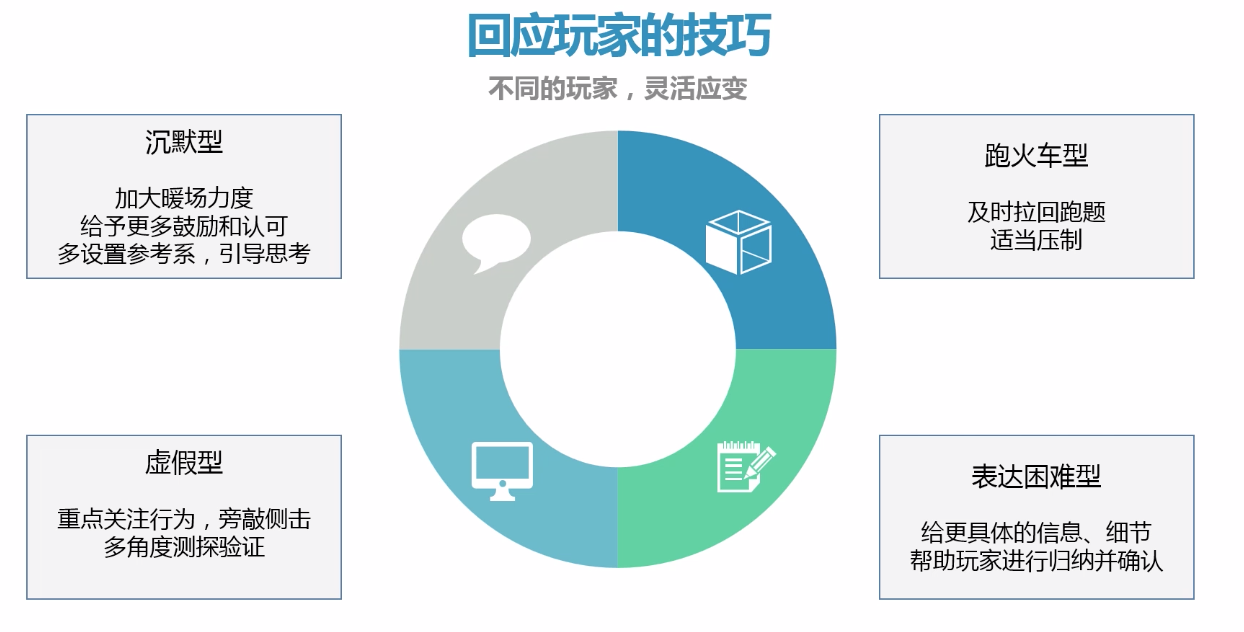 回应玩家的技巧
不同的玩家，灵活应变
沉默型
加大暖场力度
给予更多鼓励和认可
多设置参考系，引导思考
跑火车型
及时拉回跑题
适当压制
虚假型
重点关注行为，旁敲侧击
多角度测探验证
表达困难型
给更具体的信息、细节
帮助玩家进行归纳并确认